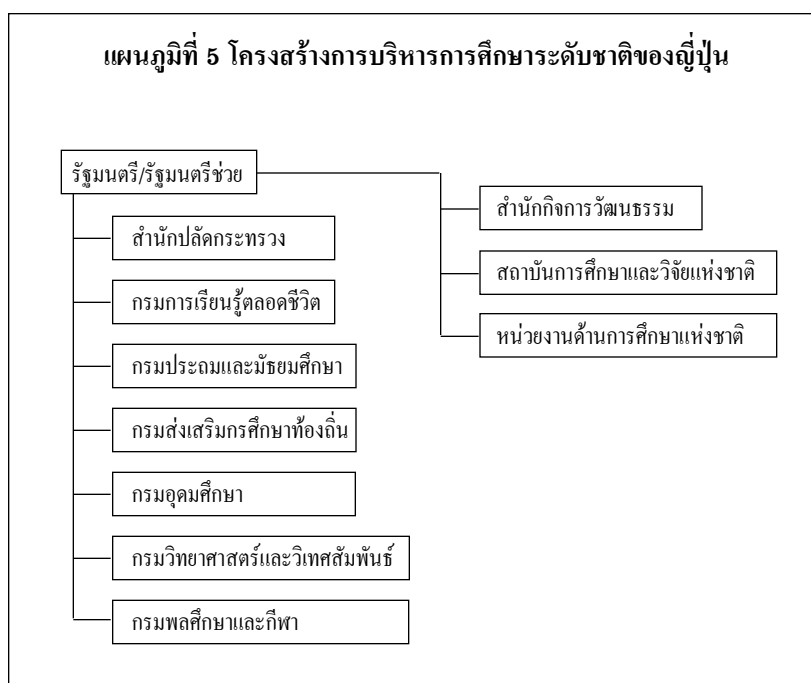 แผนภูมิที่ 5 โครงสร้างการบริหารการศึกษาระดับชาติของญี่ปุ่น
รัฐมนตรี/รัฐมนตรีช่วย
สำนักปลัดกระทรวง
กรมการเรียนรู้ตลอดชีวิต
กรมประถมและมัธยมศึกษา
กรมส่งเสริมกรศึกษาท้องถิ่น
กรมอุดมศึกษา
กรมวิทยาศาสตร์และวิเทศสัมพันธ์
กรมพลศึกษาและกีฬา
สำนักกิจการวัฒนธรรม
สถาบันการศึกษาและวิจัยแห่งชาติ
หน่วยงานด้านการศึกษาแห่งชาติ